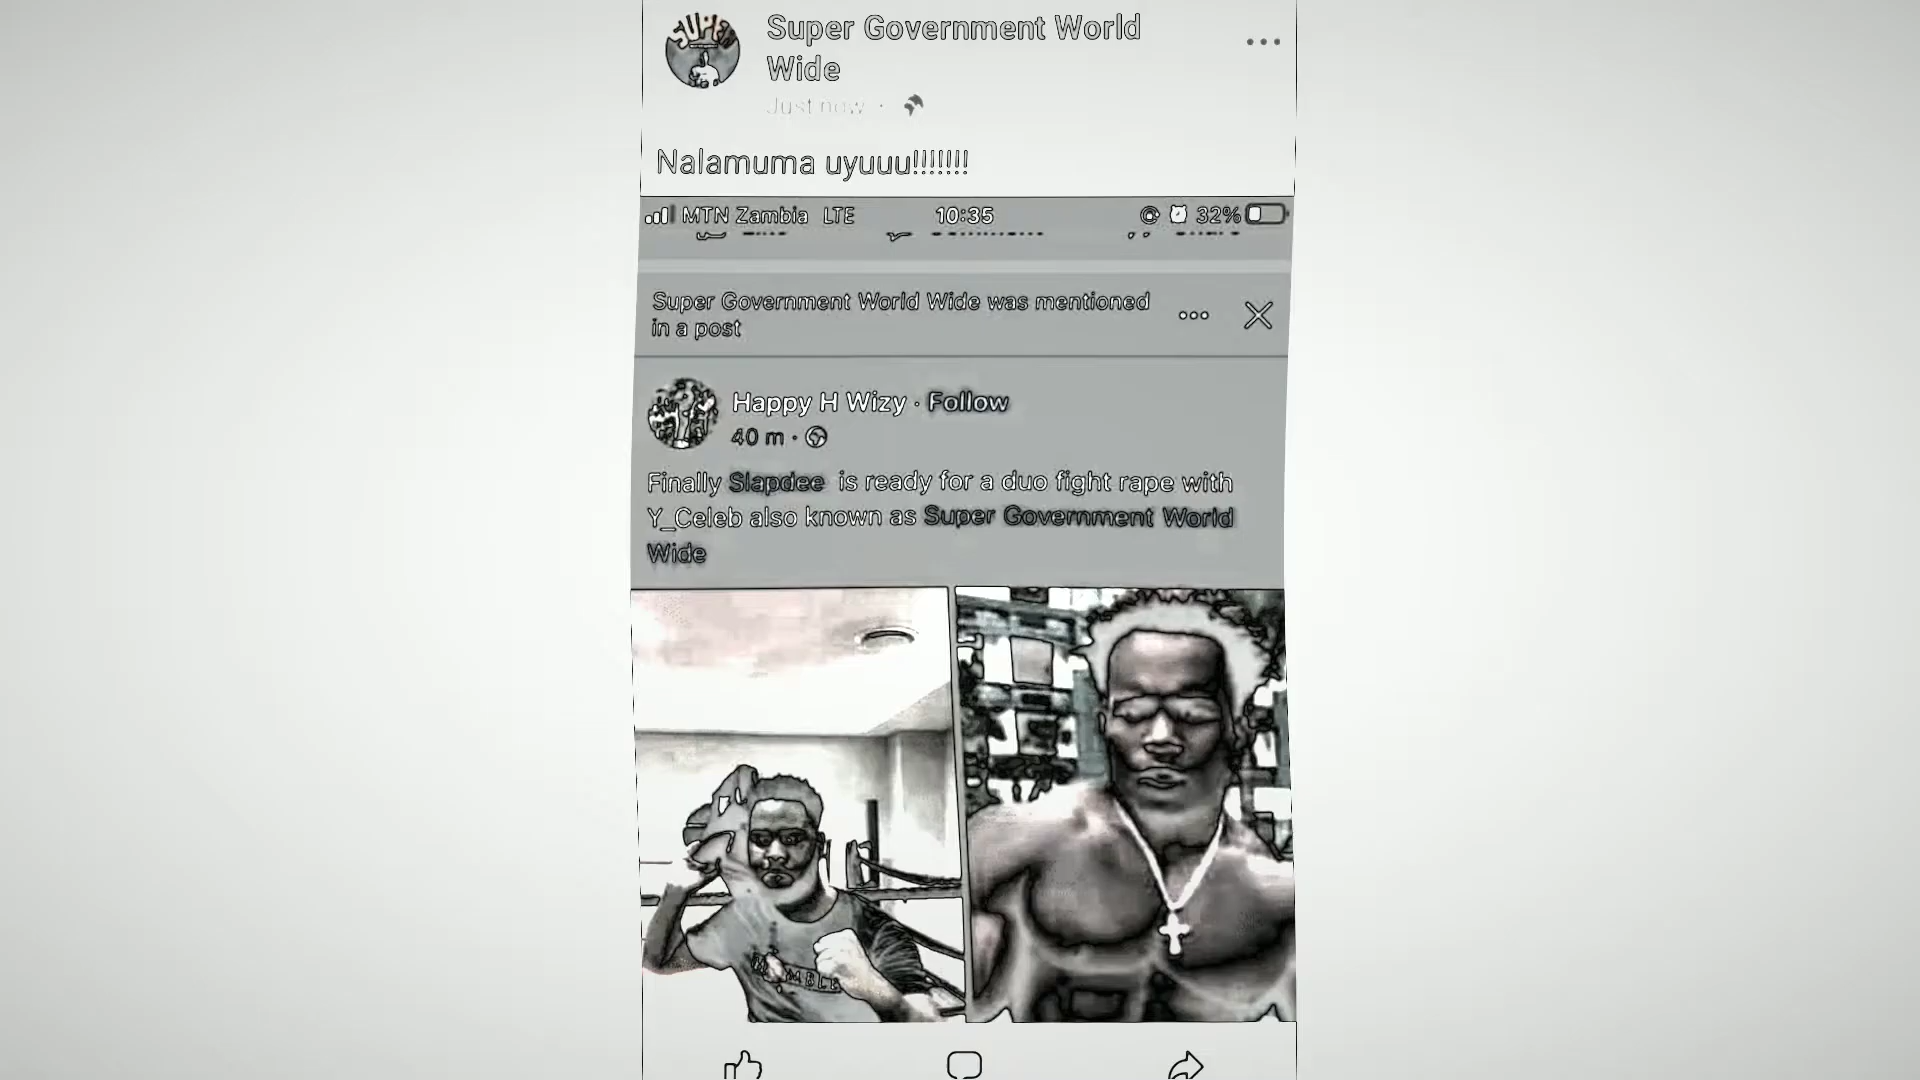 SUPER
Super Government World
Wide
Just now ·
Nalamuma uyuuu!!!!!!!
MTN Zambia LTE 10:35 32%
Super Government World Wide was mentioned
in a post
Happy H Wizy · Follow
40 m ·
Finally Slapdee is ready for a duo fight rape with
Y_Celeb also known as Super Government World
Wide